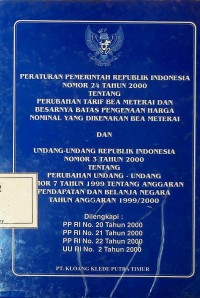 PERATURAN PEMERINTAH REPUBLIK INDONESIA
NOMOR 24 TAHUN 2000
TENTANG
PERUBAHAN TARIF BEA METERAI DAN
BESARNYA BATAS PENGENAAN HARGA
NOMINAL YANG DIKENAKAN BEA METERAI
DAN
UNDANG-UNDANG REPUBLIK INDONESIA
NOMOR 3 TAHUN 2000
TENTANG
PERUBAHAN UNDANG - UNDANG
MOR 7 TAHUN 1999 TENTANG ANGGARAN
PENDAPATAN DAN BELANJA NEGARA
TAHUN ANGGARAN 1999/2000
Dilengkapi :
PP RI No. 20 Tahun 2000
PP RI No. 21 Tahun 2000
PP RI No. 22 Tahun 2000
UU RI No. 2 Tahun 2000
PT. KLOANG KLEDE PUTRA TIMUR